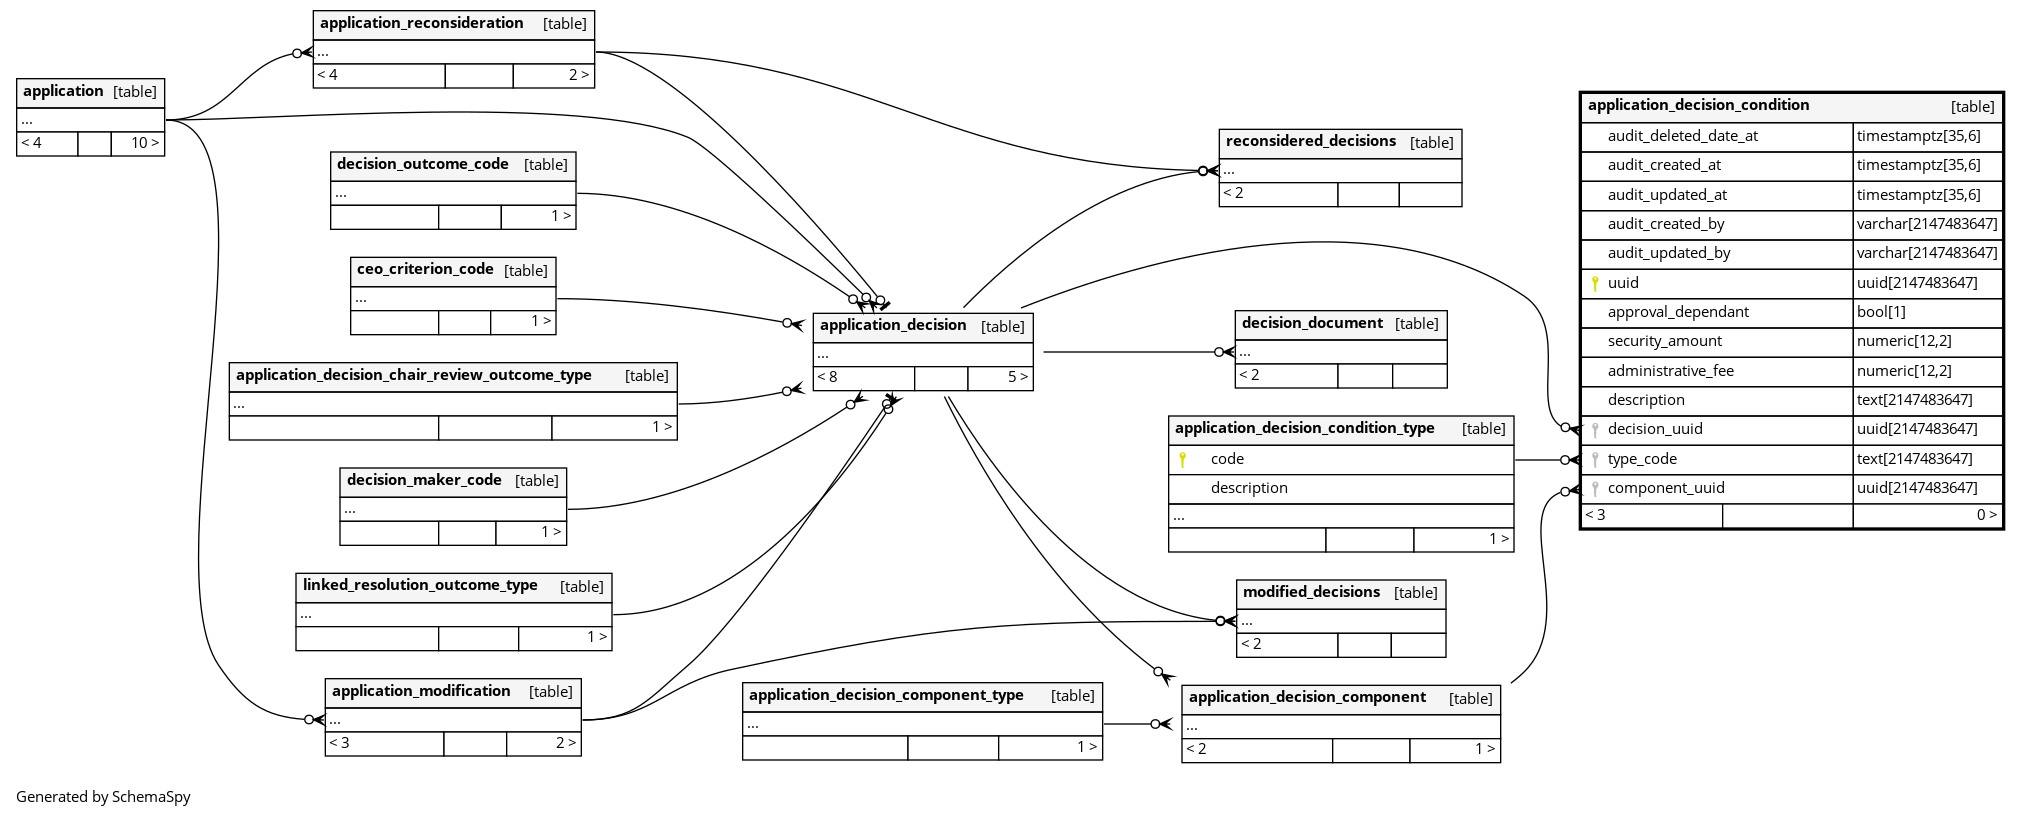 application_reconsideration [table]
...
< 4 2 >
application [table]
...
< 4 10 >
decision_outcome_code [table]
...
1 >
ceo_criterion_code [table]
...
1 >
application_decision_chair_review_outcome_type [table]
...
1 >
decision_maker_code [table]
...
1 >
linked_resolution_outcome_type [table]
...
1 >
application_modification [table]
...
< 3 2 >
application_decision [table]
...
< 8 5 >
application_decision_component_type [table]
...
1 >
reconsidered_decisions [table]
...
< 2
decision_document [table]
...
< 2
application_decision_condition_type [table]
code
description
...
1 >
modified_decisions [table]
...
< 2
application_decision_component [table]
...
< 2 1 >
application_decision_condition [table]
audit_deleted_date_at timestamptz[35,6]
audit_created_at timestamptz[35,6]
audit_updated_at timestamptz[35,6]
audit_created_by varchar[2147483647]
audit_updated_by varchar[2147483647]
uuid uuid[2147483647]
approval_dependant bool[1]
security_amount numeric[12,2]
administrative_fee numeric[12,2]
description text[2147483647]
decision_uuid uuid[2147483647]
type_code text[2147483647]
component_uuid uuid[2147483647]
< 3 0 >
Generated by SchemaSpy